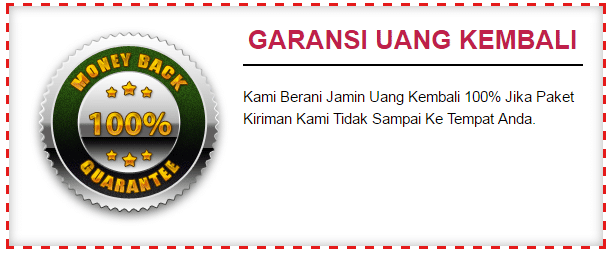 MONEY BACK
100%
GUARANTEE
GARANSI UANG KEMBALI
Kami Berani Jamin Uang Kembali 100% Jika Paket
Kiriman Kami Tidak Sampai Ke Tempat Anda.